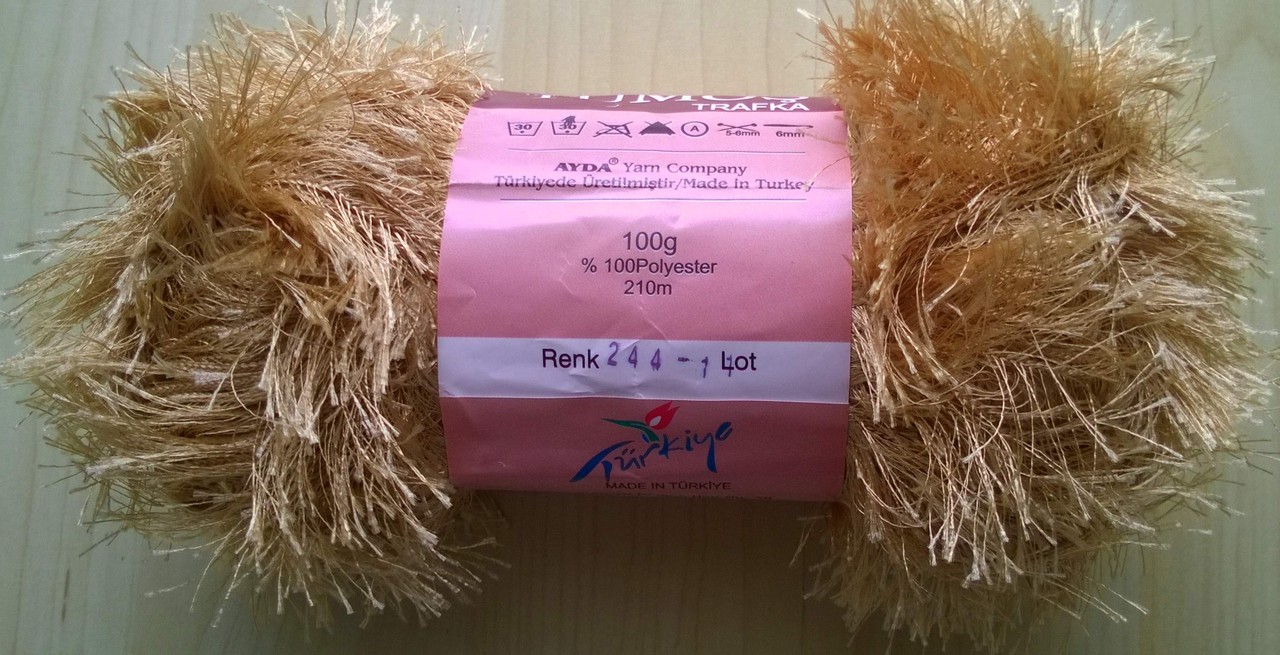 TRAFKA
30 30 A 5-6mm 6mm
AYDA® Yarn Company
Türkiyede Üretilmiştir/Made in Turkey
100g
% 100Polyester
210m
Renk 244-11 Lot
Türkiye
MADE IN TÜRKİYE